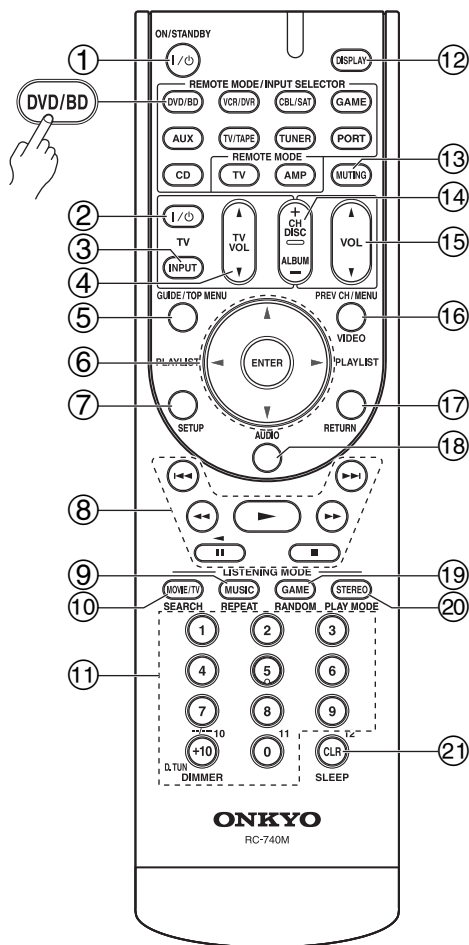 ON/STANDBY
① I/⏻ DISPLAY ⑫
REMOTE MODE/INPUT SELECTOR
DVD/BD DVD/BD VCR/DVR CBL/SAT GAME
AUX TV/TAPE TUNER PORT
REMOTE MODE ⑬
CD TV AMP MUTING
② I/⏻ ▲ + ▲ ⑭
TV TV VOL CH DISC VOL ⑮
③ INPUT ALBUM
④ ▼ − ▼
GUIDE/TOP MENU PREV CH/MENU
⑤ ⑯
VIDEO
▲
⑥ PLAYLIST ◄ ENTER ► PLAYLIST
▼
⑦ ⑰
SETUP AUDIO RETURN
⑱
⑧
LISTENING MODE
⑨ ⑲
⑩ MOVIE/TV MUSIC GAME STEREO ⑳
SEARCH REPEAT RANDOM PLAY MODE
⑪ 1 2 3
4 5 6
7 8 9
--/--- 10 11 12
+10 0 CLR ㉑
D.TUN
DIMMER SLEEP
ONKYO
RC-740M